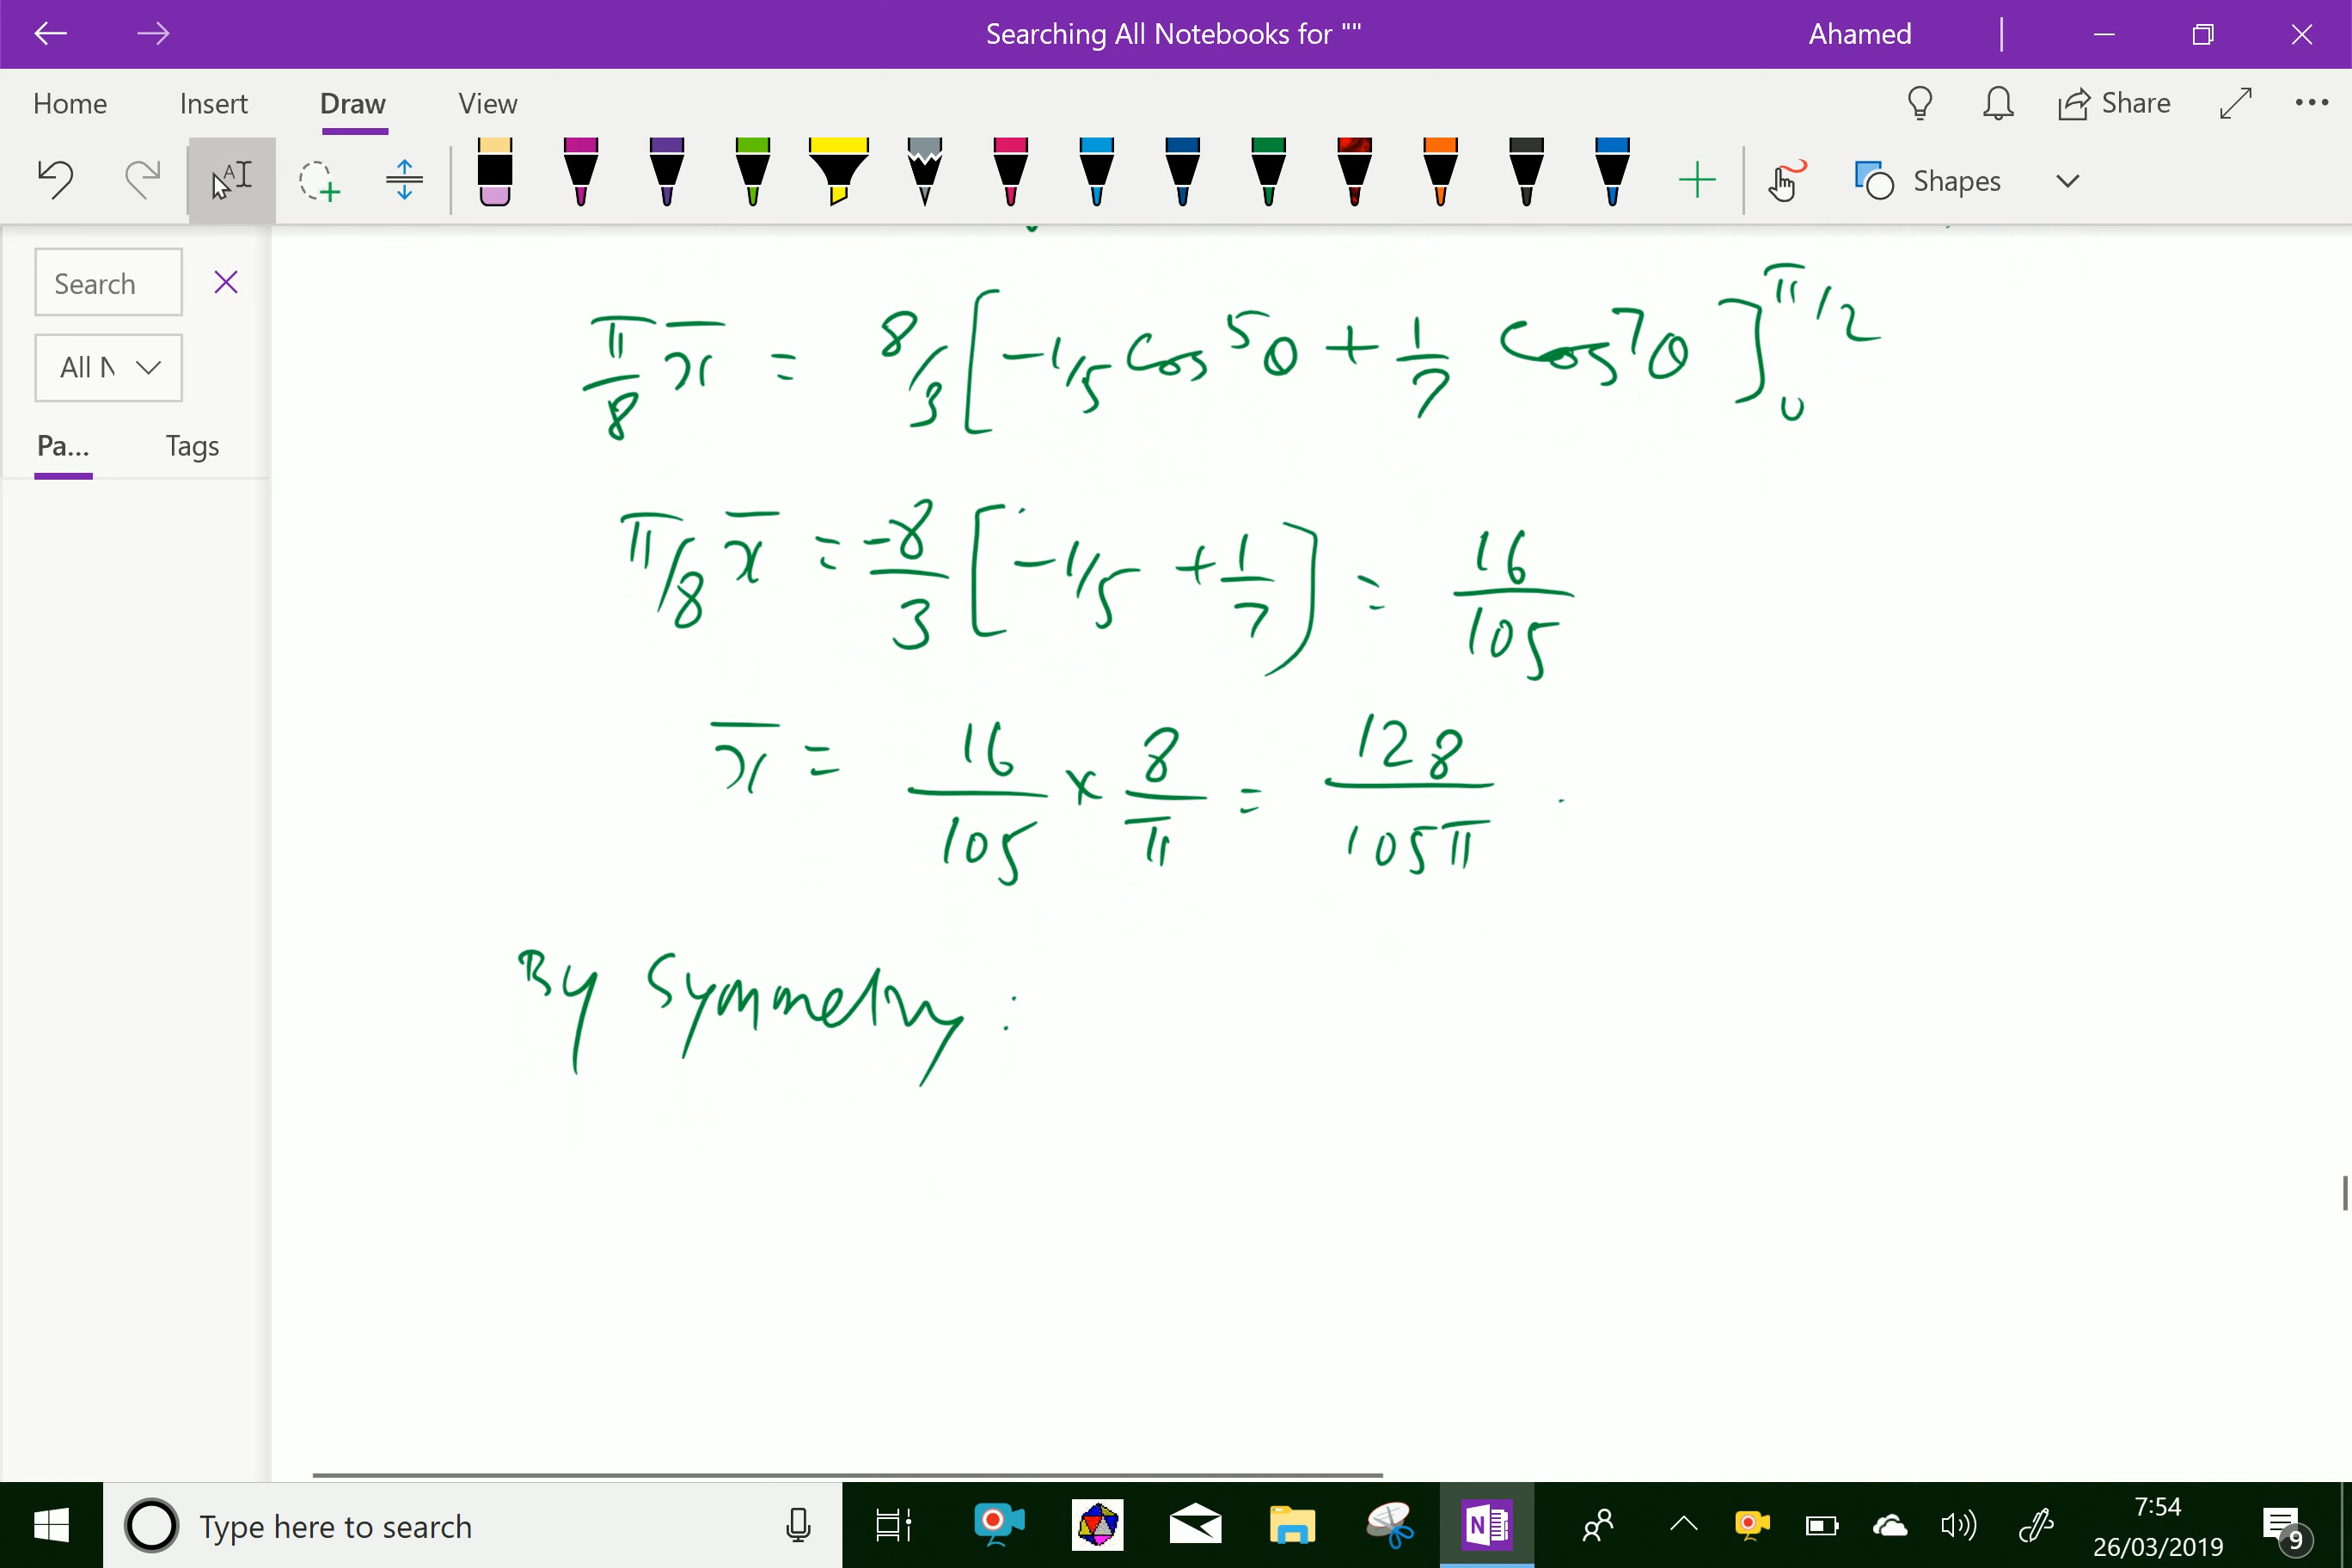 Searching All Notebooks for ""
Ahamed
Home Insert Draw View
Share
Shapes
Search
All N
Pa... Tags
π/8 x̄ = 8/3 [-1/5 cos⁵θ + 1/7 cos⁷θ]₀^π/2
π/8 x̄ = -8/3 [-1/5 + 1/7] = 16/105
x̄ = 16/105 × 8/π = 128/105π .
By Symmetry :
Type here to search
7:54
26/03/2019
9